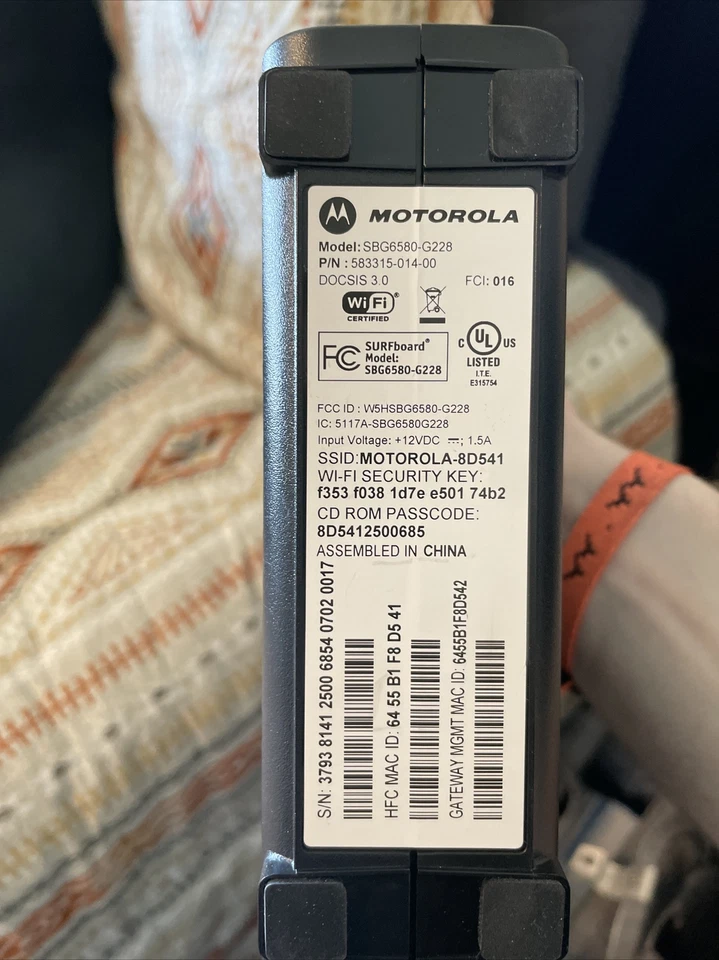 MOTOROLA
Model: SBG6580-G228
P/N : 583315-014-00
DOCSIS 3.0 FCI: 016
Wi Fi®
CERTIFIED
FC SURFboard®
Model:
SBG6580-G228
C UL US
LISTED
I.T.E.
E315754
FCC ID : W5HSBG6580-G228
IC: 5117A-SBG6580G228
Input Voltage: +12VDC ⎓; 1.5A
SSID:MOTOROLA-8D541
WI-FI SECURITY KEY:
f353 f038 1d7e e501 74b2
CD ROM PASSCODE:
8D5412500685
ASSEMBLED IN CHINA
S/N: 3793 8141 2500 6854 0702 0017
HFC MAC ID: 64 55 B1 F8 D5 41
GATEWAY MGMT MAC ID: 6455B1F8D542